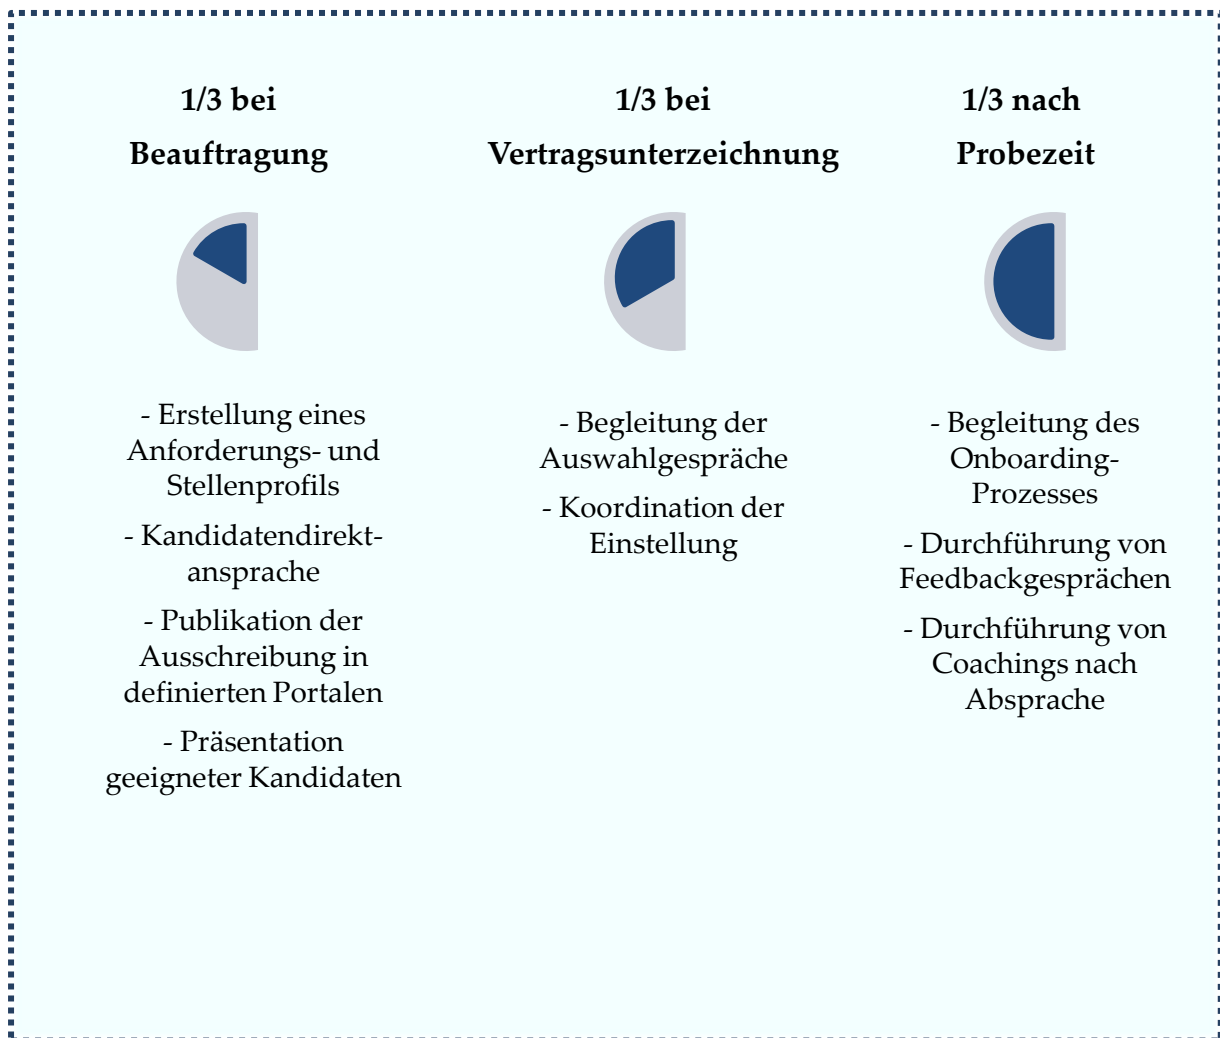 1/3 bei
Beauftragung
- Erstellung eines
Anforderungs- und
Stellenprofils
- Kandidatendirekt-
ansprache
- Publikation der
Ausschreibung in
definierten Portalen
- Präsentation
geeigneter Kandidaten
1/3 bei
Vertragsunterzeichnung
- Begleitung der
Auswahlgespräche
- Koordination der
Einstellung
1/3 nach
Probezeit
- Begleitung des
Onboarding-
Prozesses
- Durchführung von
Feedbackgesprächen
- Durchführung von
Coachings nach
Absprache